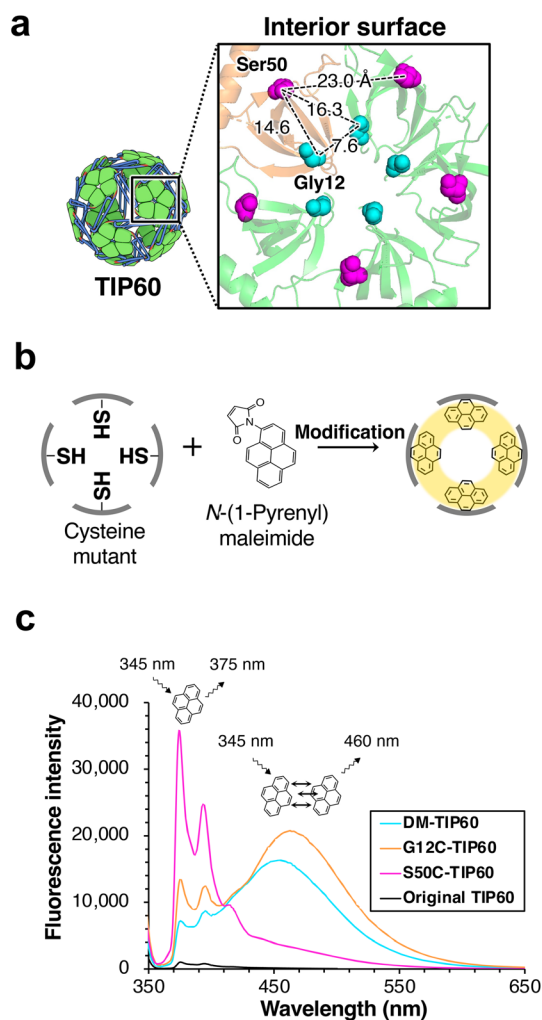 a
Interior surface
Ser50
23.0 Å
16.3
14.6
7.6
Gly12
TIP60
b
HS
SH
HS
SH
Cysteine
mutant
+
O
N
O
N-(1-Pyrenyl)
maleimide
Modification
c
345 nm
375 nm
345 nm
460 nm
Fluorescence intensity
40,000
30,000
20,000
10,000
0
DM-TIP60
G12C-TIP60
S50C-TIP60
Original TIP60
350
450
550
650
Wavelength (nm)